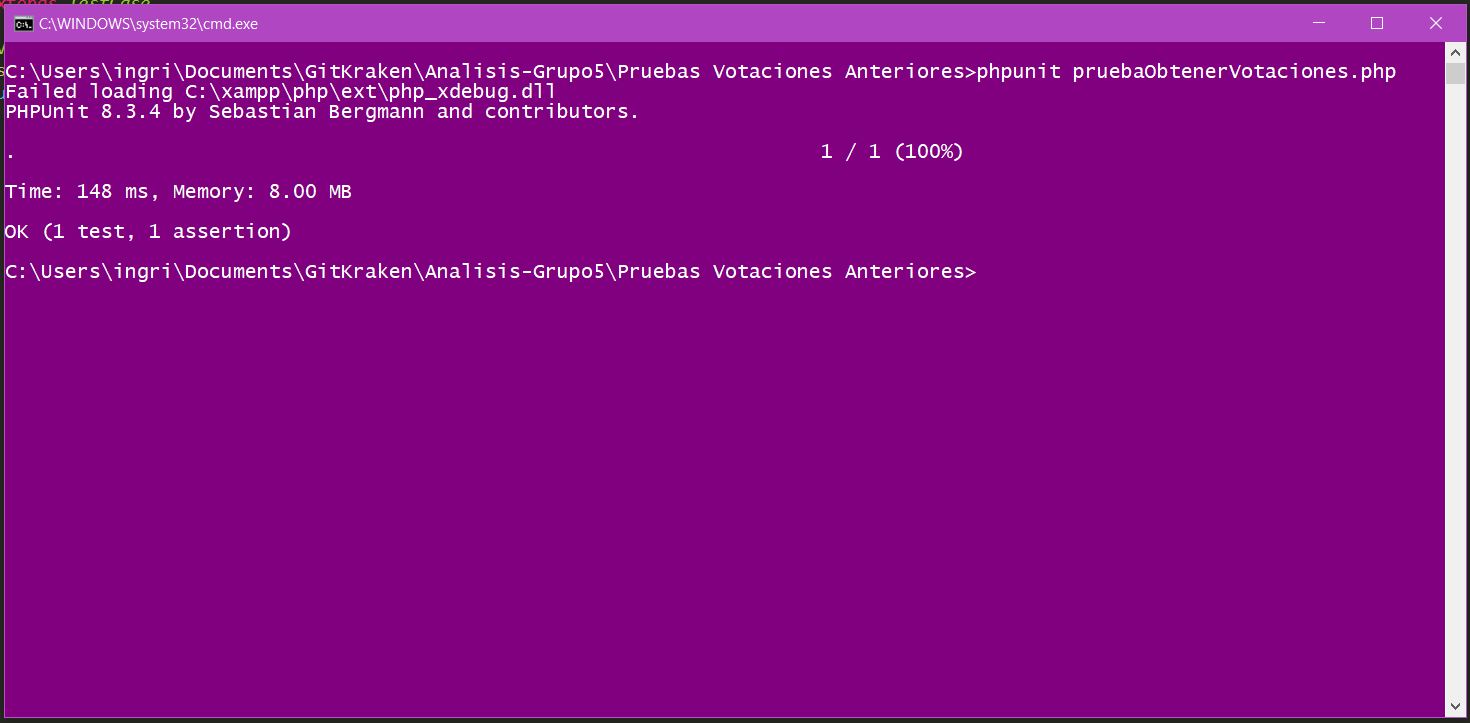 extends TestCase
C:\WINDOWS\system32\cmd.exe
C:\Users\ingri\Documents\GitKraken\Analisis-Grupo5\Pruebas Votaciones Anteriores>phpunit pruebaObtenerVotaciones.php
Failed loading C:\xampp\php\ext\php_xdebug.dll
PHPUnit 8.3.4 by Sebastian Bergmann and contributors.
. 1 / 1 (100%)
Time: 148 ms, Memory: 8.00 MB
OK (1 test, 1 assertion)
C:\Users\ingri\Documents\GitKraken\Analisis-Grupo5\Pruebas Votaciones Anteriores>